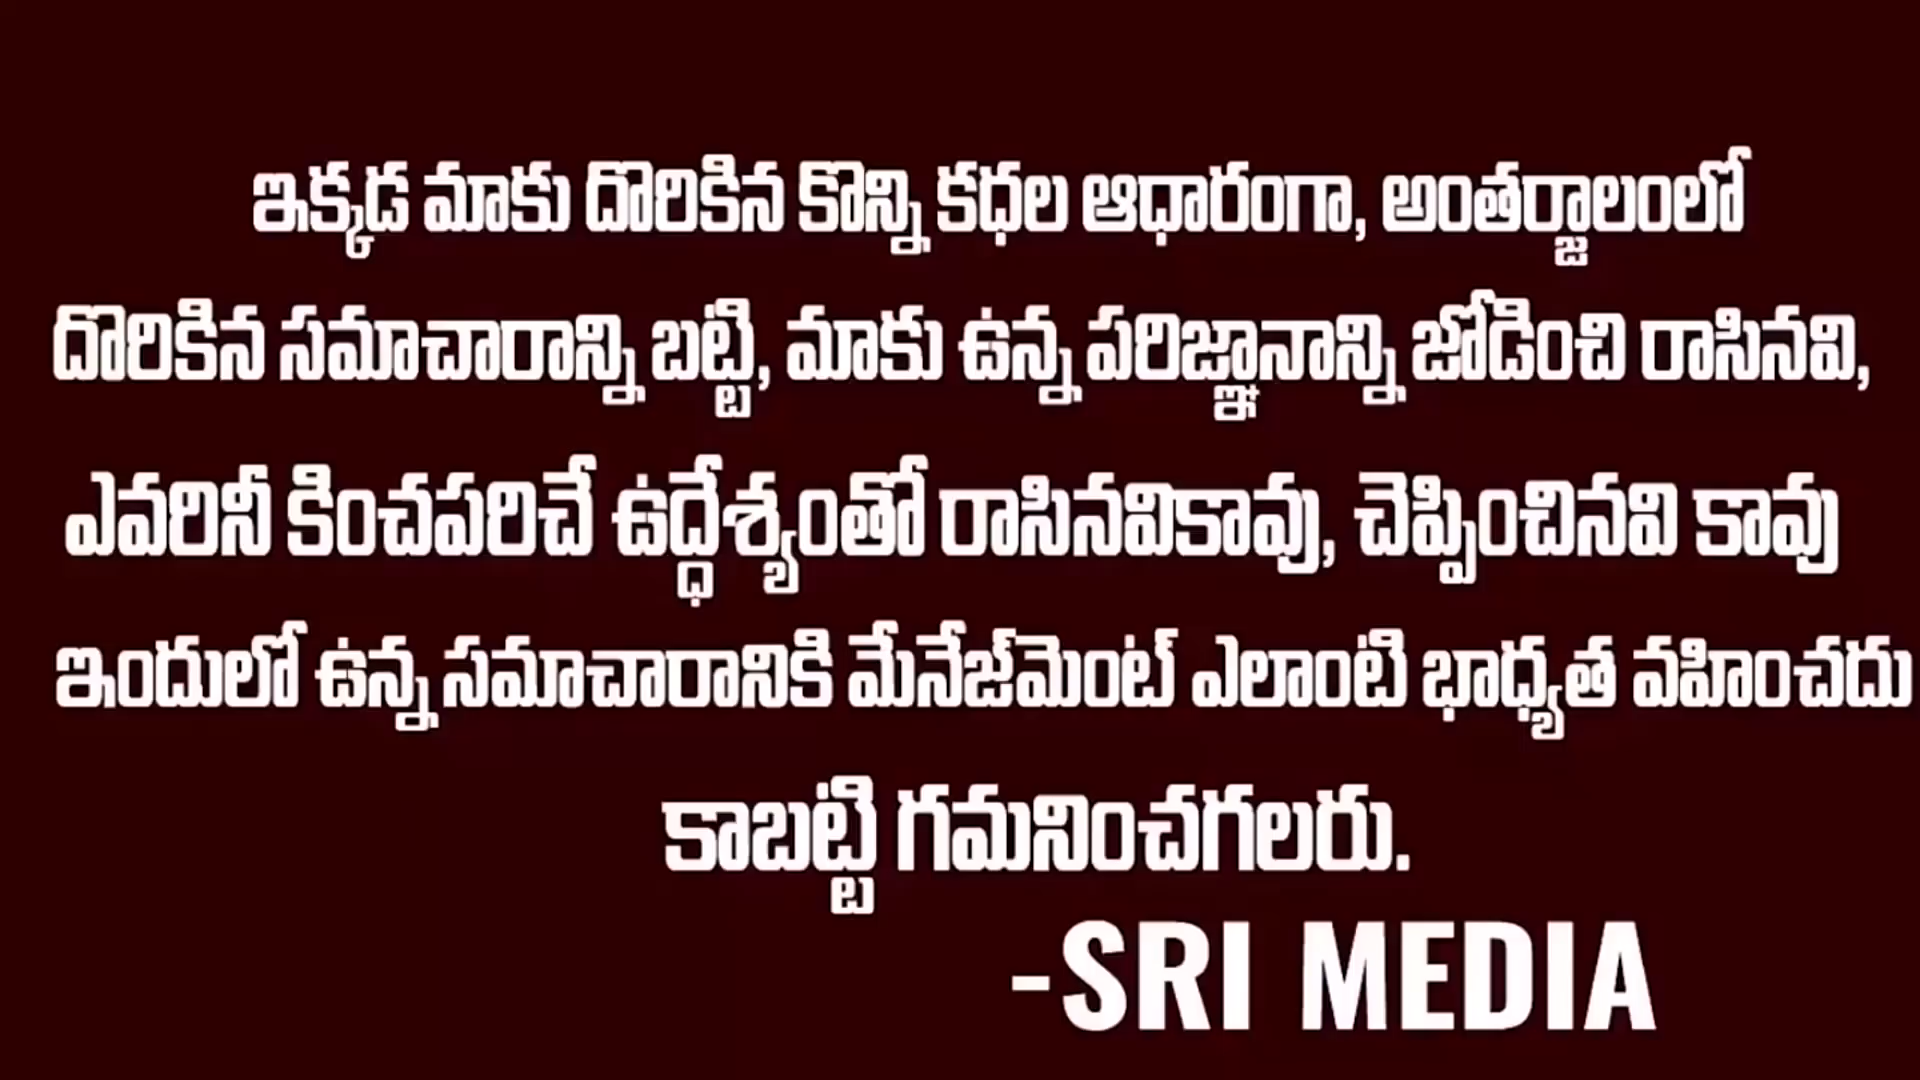 ఇక్కడ మాకు దొరికిన కొన్ని కధల ఆధారంగా, అంతర్జాలంలో
దొరికిన సమాచారాన్ని బట్టి, మాకు ఉన్న పరిజ్ఞానాన్ని జోడించి రాసినవి,
ఎవరినీ కించపరిచే ఉద్ధేశ్యంతో రాసినవికావు, చెప్పించినవి కావు
ఇందులో ఉన్న సమాచారానికి మేనేజ్‌మెంట్ ఎలాంటి భాధ్యత వహించదు
కాబట్టి గమనించగలరు.
-SRI MEDIA